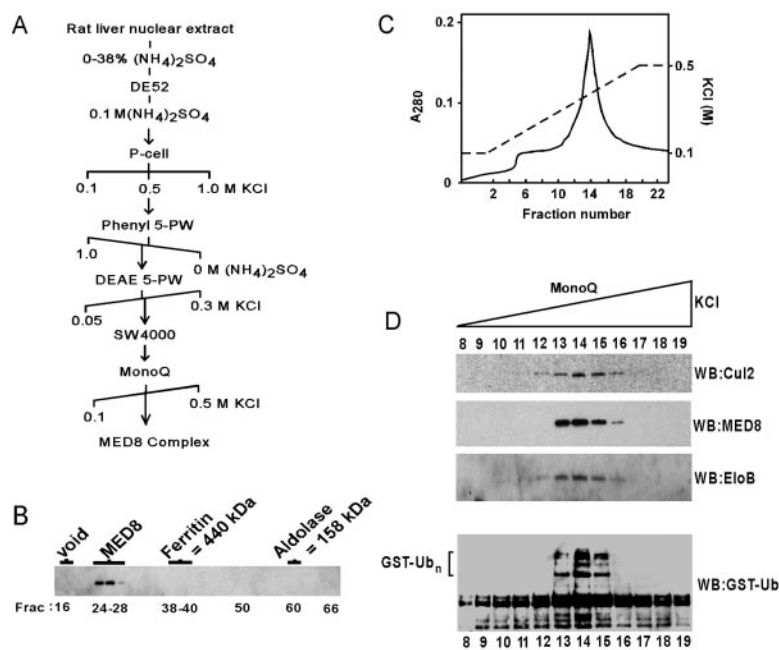 A
Rat liver nuclear extract
0-38% (NH4)2SO4
DE52
0.1 M(NH4)2SO4
P-cell
0.1 0.5 1.0 M KCl
Phenyl 5-PW
1.0 0 M (NH4)2SO4
DEAE 5-PW
0.05 0.3 M KCl
SW4000
MonoQ
0.1 0.5 M KCl
MED8 Complex
B
void
MED8
Ferritin = 440 kDa
Aldolase = 158 kDa
Frac :16 24-28 38-40 50 60 66
C
A280
0.2
0.1
0
0.5
0.1
KCl (M)
2 6 10 14 18 22
Fraction number
D
MonoQ
KCl
8 9 10 11 12 13 14 15 16 17 18 19
WB:Cul2
WB:MED8
WB:EloB
GST-Ubn
WB:GST-Ub
8 9 10 11 12 13 14 15 16 17 18 19